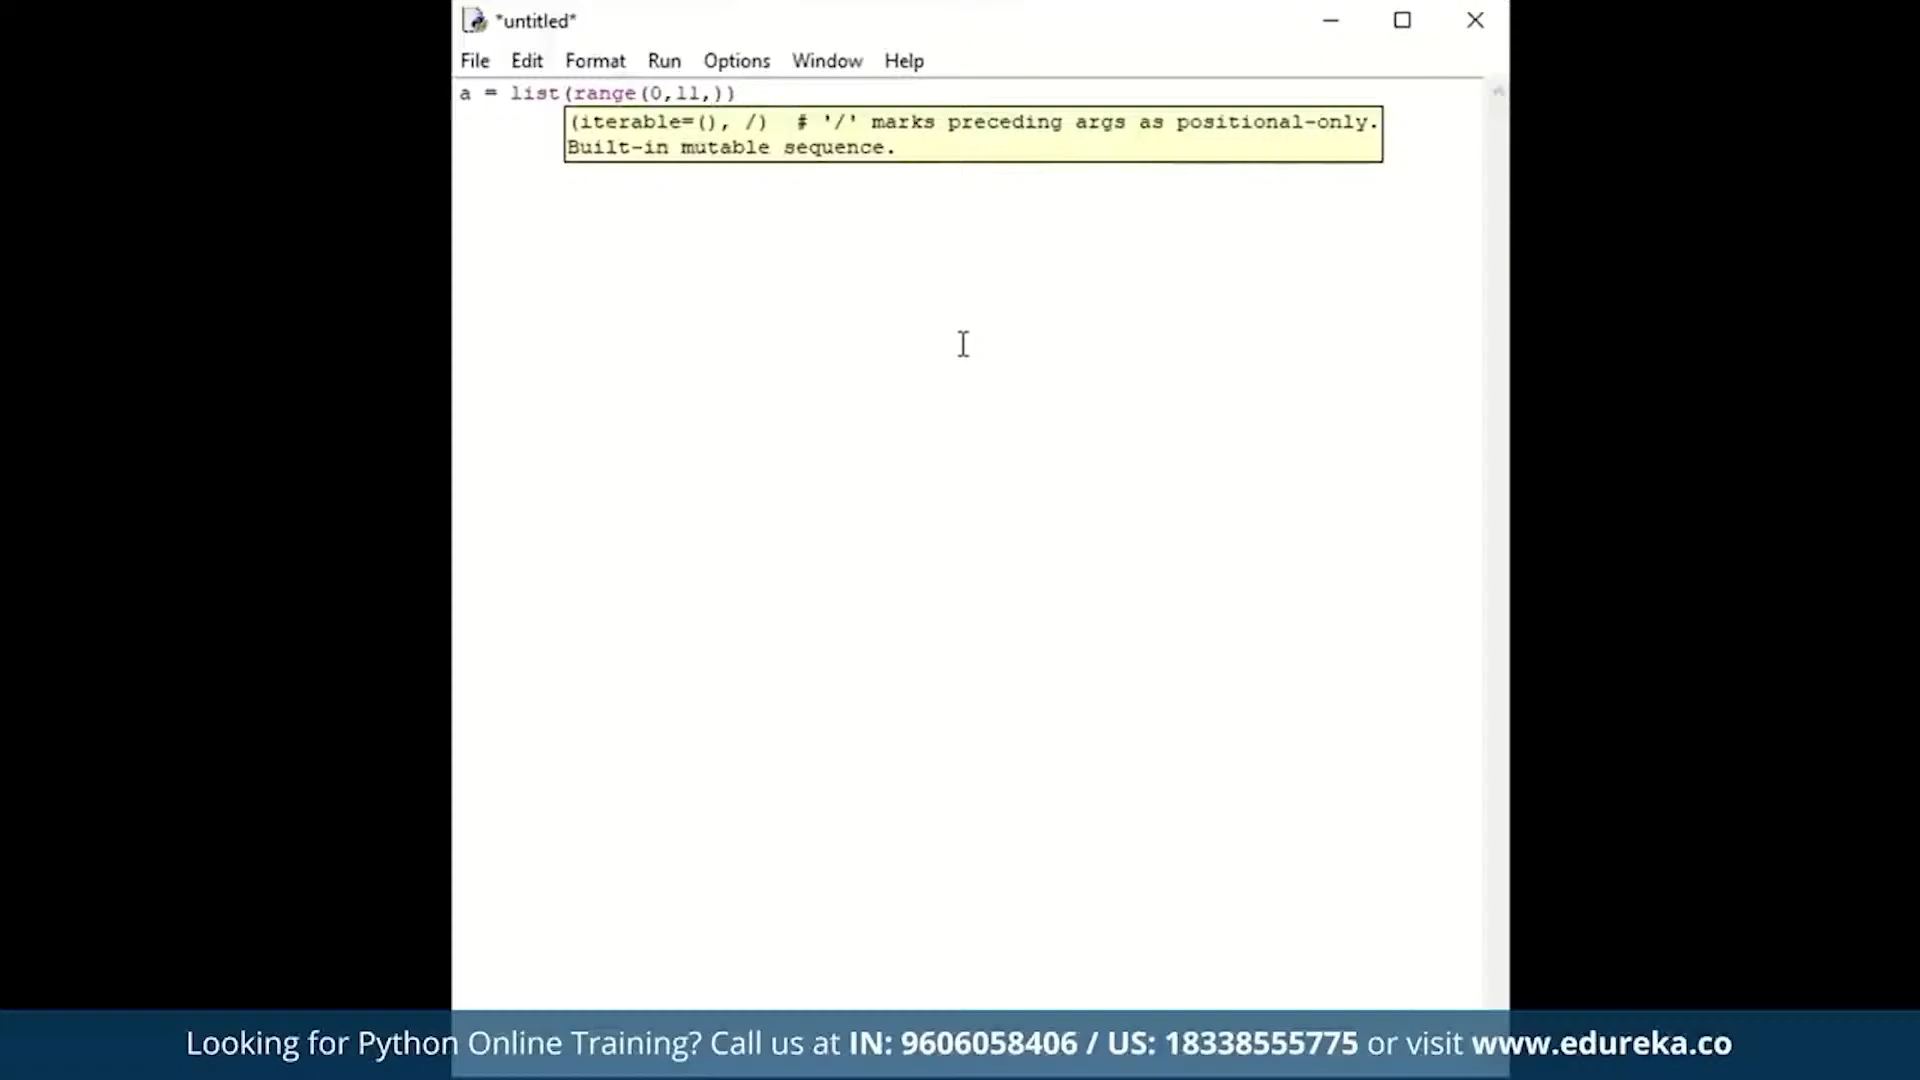 *untitled*
File Edit Format Run Options Window Help
a = list(range(0,11,))
(iterable=(), /)  # '/' marks preceding args as positional-only.
Built-in mutable sequence.
Looking for Python Online Training? Call us at IN: 9606058406 / US: 18338555775 or visit www.edureka.co